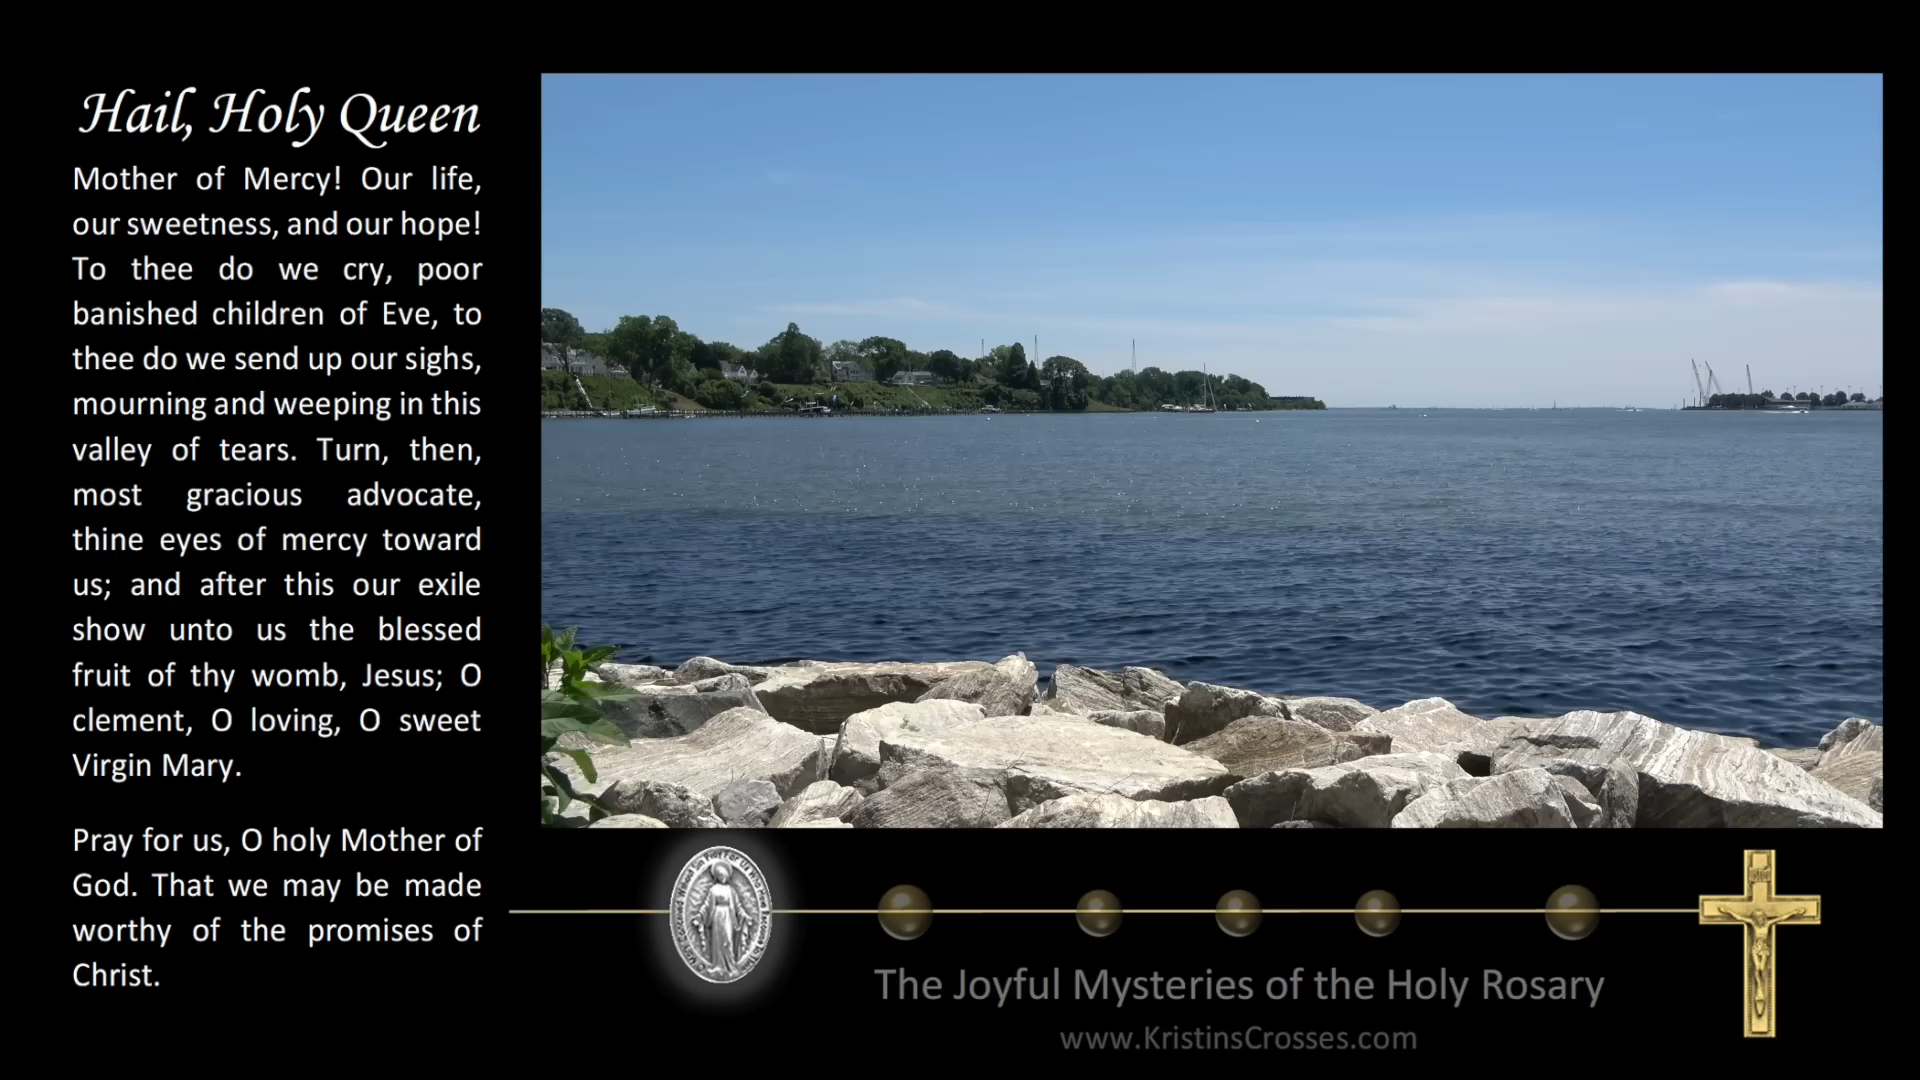 Hail, Holy Queen
Mother of Mercy! Our life,
our sweetness, and our hope!
To thee do we cry, poor
banished children of Eve, to
thee do we send up our sighs,
mourning and weeping in this
valley of tears. Turn, then,
most gracious advocate,
thine eyes of mercy toward
us; and after this our exile
show unto us the blessed
fruit of thy womb, Jesus; O
clement, O loving, O sweet
Virgin Mary.
Pray for us, O holy Mother of
God. That we may be made
worthy of the promises of
Christ.
The Joyful Mysteries of the Holy Rosary
www.KristinsCrosses.com